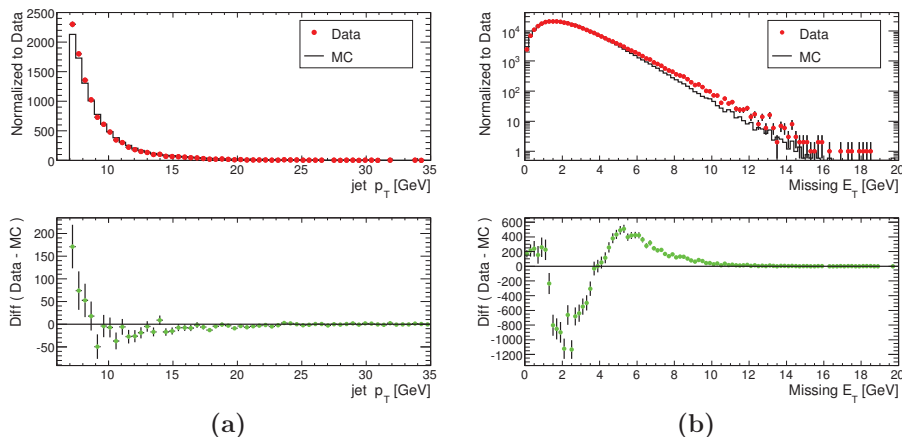 Normalized to Data
2500
2000
1500
1000
500
0
Data
MC
10 15 20 25 30 35
jet p_T [GeV]
Diff ( Data - MC )
200
150
100
50
0
-50
10 15 20 25 30 35
jet p_T [GeV]
(a)
Normalized to Data
10^4
10^3
10^2
10
1
Data
MC
0 2 4 6 8 10 12 14 16 18 20
Missing E_T [GeV]
Diff ( Data - MC )
600
400
200
0
-200
-400
-600
-800
-1000
-1200
0 2 4 6 8 10 12 14 16 18 20
Missing E_T [GeV]
(b)